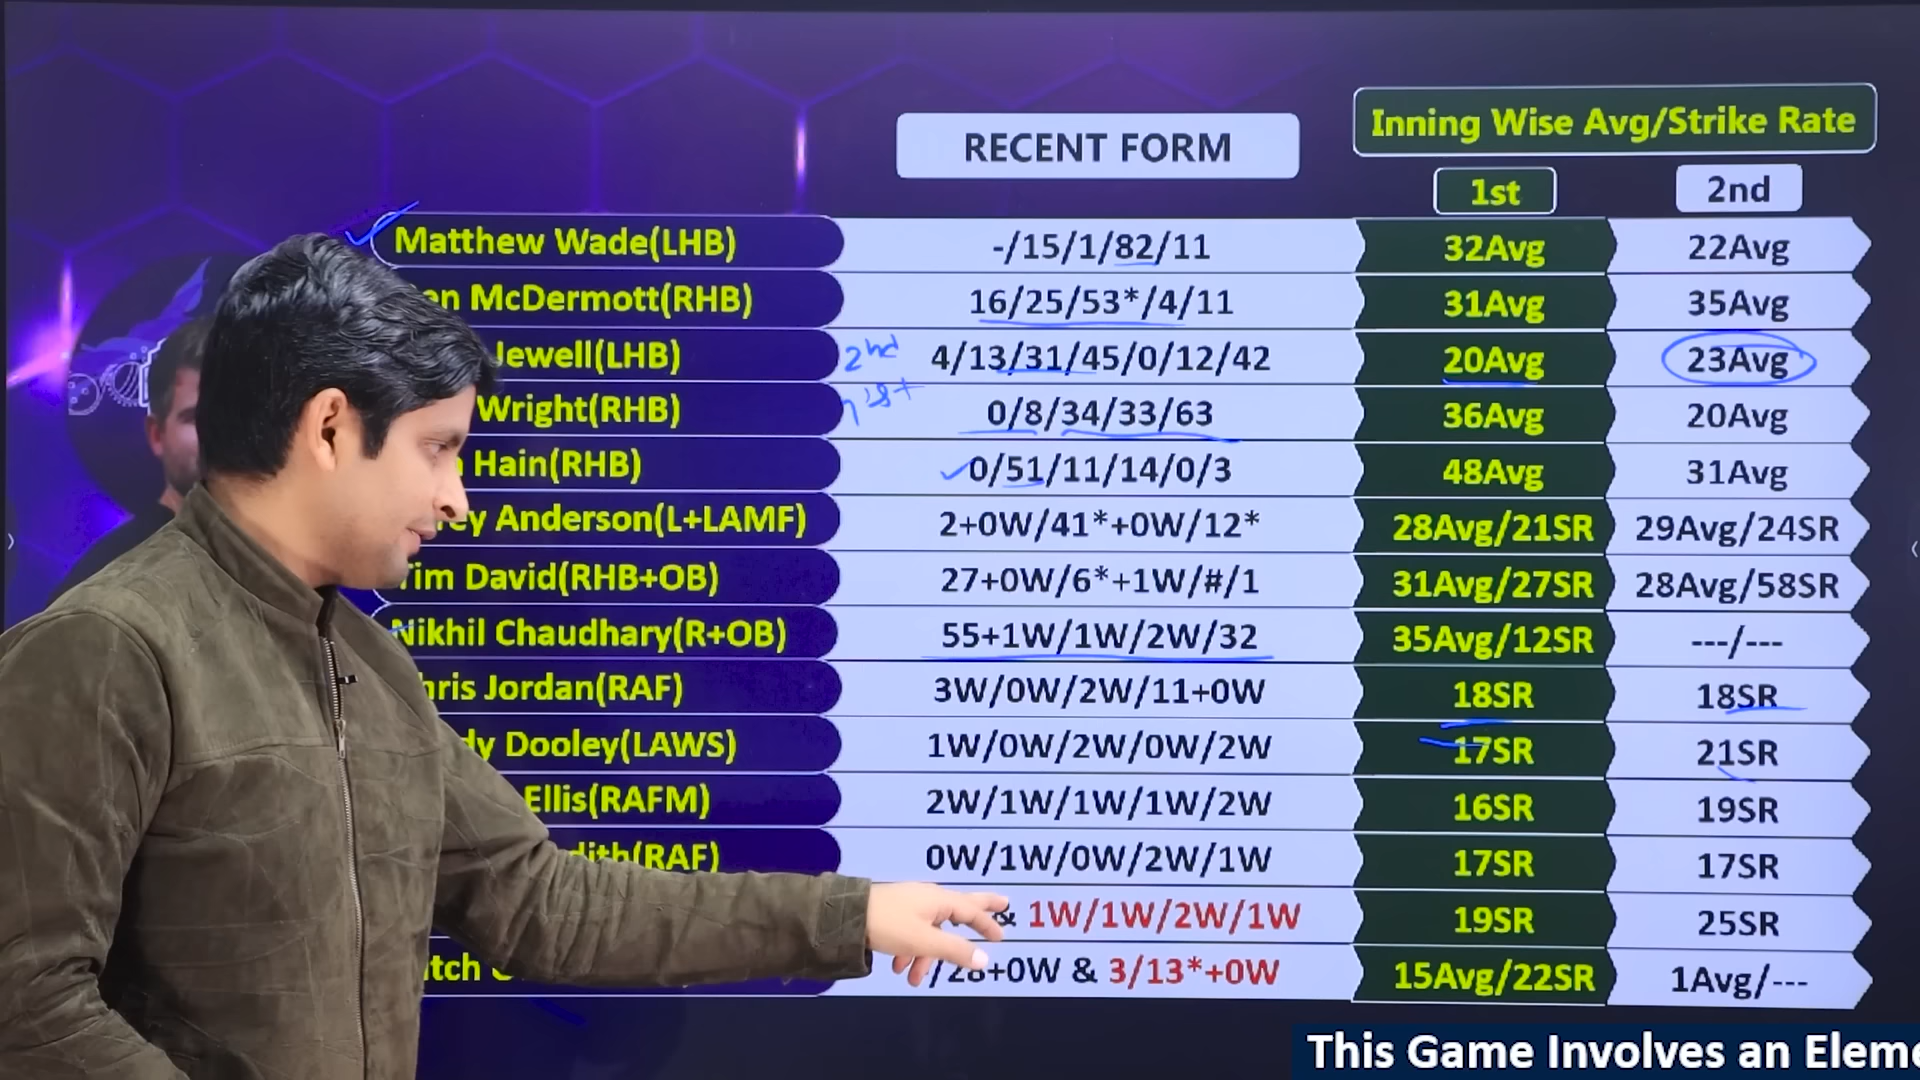 RECENT FORM
Inning Wise Avg/Strike Rate
1st 2nd
Matthew Wade(LHB) -/15/1/82/11 32Avg 22Avg
McDermott(RHB) 16/25/53*/4/11 31Avg 35Avg
Jewell(LHB) 2nd 4/13/31/45/0/12/42 20Avg 23Avg
Wright(RHB) 1st 0/8/34/33/63 36Avg 20Avg
Hain(RHB) 0/51/11/14/0/3 48Avg 31Avg
Anderson(L+LAMF) 2+0W/41*+0W/12* 28Avg/21SR 29Avg/24SR
Tim David(RHB+OB) 27+0W/6*+1W/#/1 31Avg/27SR 28Avg/58SR
Nikhil Chaudhary(R+OB) 55+1W/1W/2W/32 35Avg/12SR ---/---
Chris Jordan(RAF) 3W/0W/2W/11+0W 18SR 18SR
Dooley(LAWS) 1W/0W/2W/0W/2W 17SR 21SR
Ellis(RAFM) 2W/1W/1W/1W/2W 16SR 19SR
(RAF) 0W/1W/0W/2W/1W 17SR 17SR
& 1W/1W/2W/1W 19SR 25SR
/28+0W & 3/13*+0W 15Avg/22SR 1Avg/---
This Game Involves an Eleme